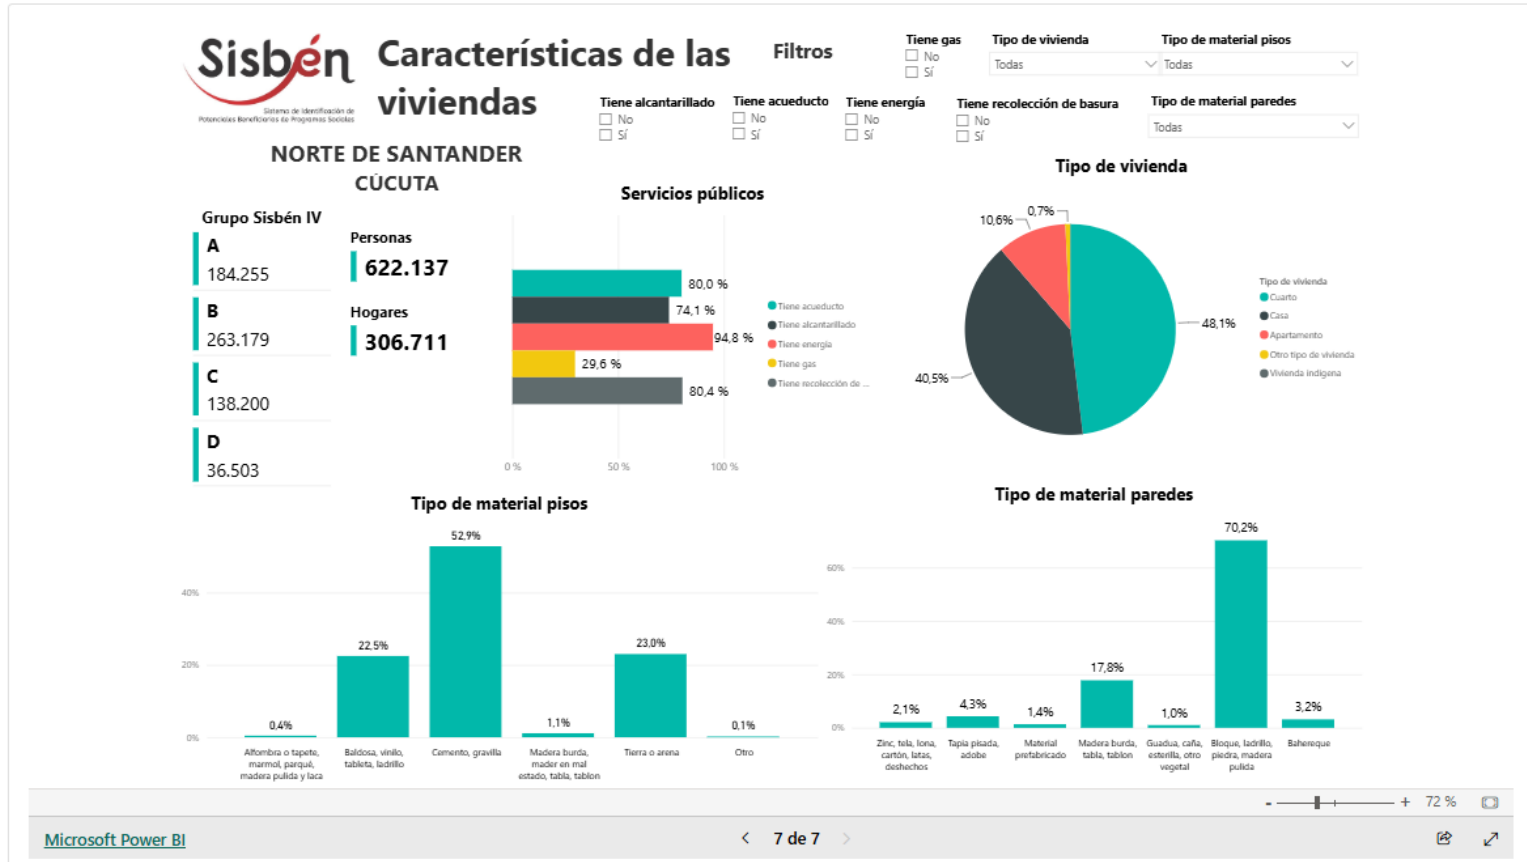 Sisbén
Sistema de Identificación de
Potenciales Beneficiarios de Programas Sociales
Características de las
viviendas
NORTE DE SANTANDER
CÚCUTA
Filtros
Tiene gas
No
Sí
Tipo de vivienda
Todas
Tipo de material pisos
Todas
Tiene alcantarillado
No
Sí
Tiene acueducto
No
Sí
Tiene energía
No
Sí
Tiene recolección de basura
No
Sí
Tipo de material paredes
Todas
Grupo Sisbén IV
A
184.255
B
263.179
C
138.200
D
36.503
Personas
622.137
Hogares
306.711
Servicios públicos
80,0 %
74,1 %
94,8 %
29,6 %
80,4 %
0 %
50 %
100 %
Tiene acueducto
Tiene alcantarillado
Tiene energía
Tiene gas
Tiene recolección de ...
Tipo de vivienda
0,7%
10,6%
48,1%
40,5%
Tipo de vivienda
Cuarto
Casa
Apartamento
Otro tipo de vivienda
Vivienda indígena
Tipo de material pisos
40%
20%
0%
0,4%
22,5%
52,9%
1,1%
23,0%
0,1%
Alfombra o tapete,
marmol, parqué,
madera pulida y laca
Baldosa, vinilo,
tableta, ladrillo
Cemento, gravilla
Madera burda,
mader en mal
estado, tabla, tablon
Tierra o arena
Otro
Tipo de material paredes
60%
40%
20%
0%
2,1%
4,3%
1,4%
17,8%
1,0%
70,2%
3,2%
Zinc, tela, lona,
cartón, latas,
deshechos
Tapia pisada,
adobe
Material
prefabricado
Madera burda,
tabla, tablon
Guadua, caña,
esterilla, otro
vegetal
Bloque, ladrillo,
piedra, madera
pulida
Bahereque
- + 72 %
Microsoft Power BI
< 7 de 7 >